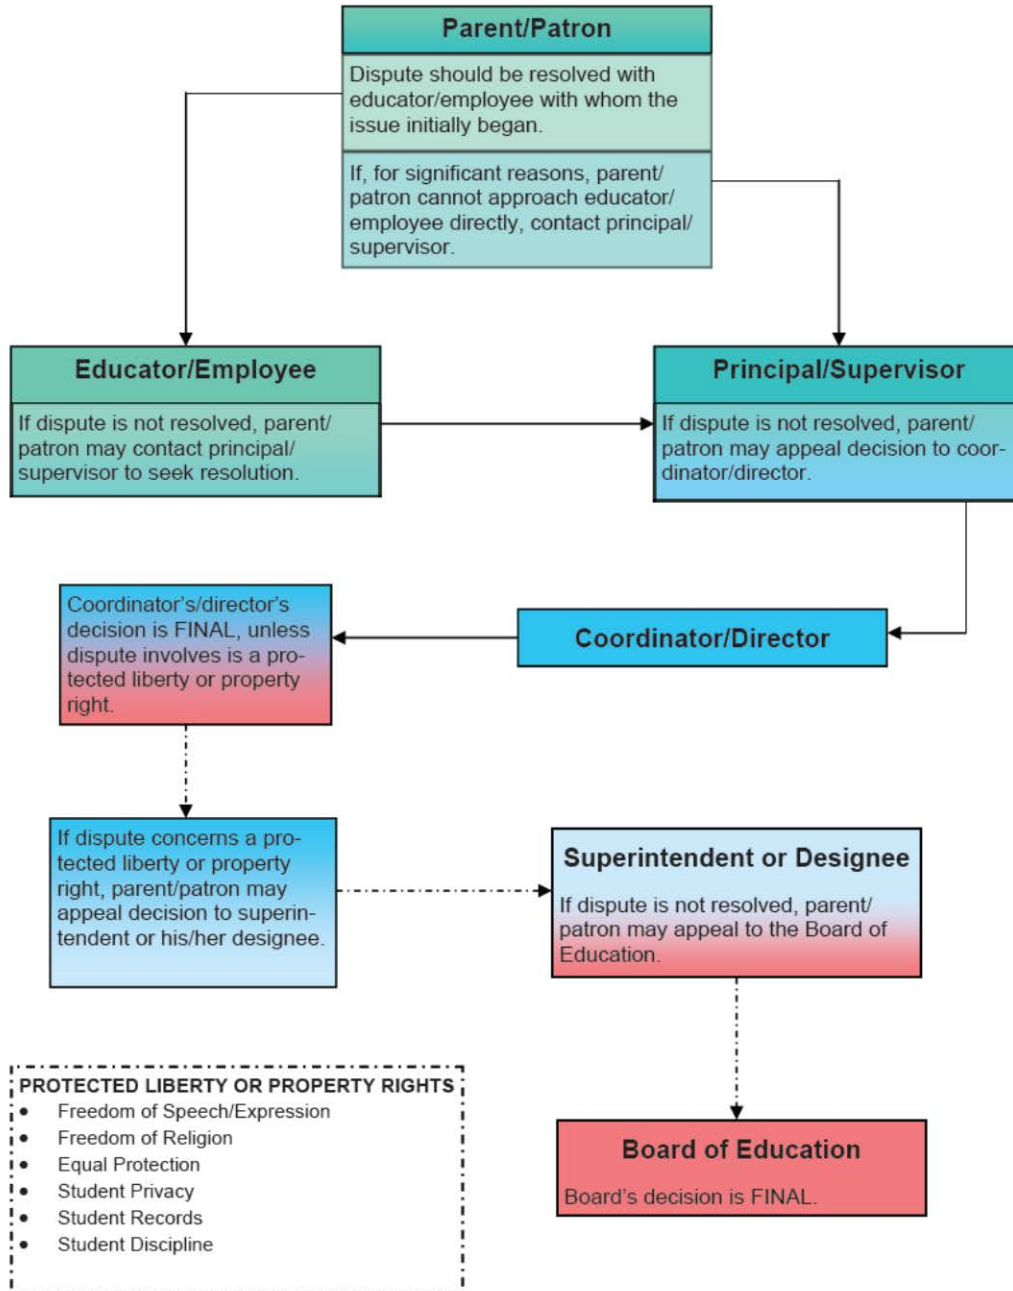 Parent/Patron
Dispute should be resolved with
educator/employee with whom the
issue initially began.
If, for significant reasons, parent/
patron cannot approach educator/
employee directly, contact principal/
supervisor.
Educator/Employee
If dispute is not resolved, parent/
patron may contact principal/
supervisor to seek resolution.
Principal/Supervisor
If dispute is not resolved, parent/
patron may appeal decision to coor-
dinator/director.
Coordinator/Director
Coordinator's/director's
decision is FINAL, unless
dispute involves is a pro-
tected liberty or property
right.
If dispute concerns a pro-
tected liberty or property
right, parent/patron may
appeal decision to superin-
tendent or his/her designee.
Superintendent or Designee
If dispute is not resolved, parent/
patron may appeal to the Board of
Education.
Board of Education
Board's decision is FINAL.
PROTECTED LIBERTY OR PROPERTY RIGHTS
• Freedom of Speech/Expression
• Freedom of Religion
• Equal Protection
• Student Privacy
• Student Records
• Student Discipline